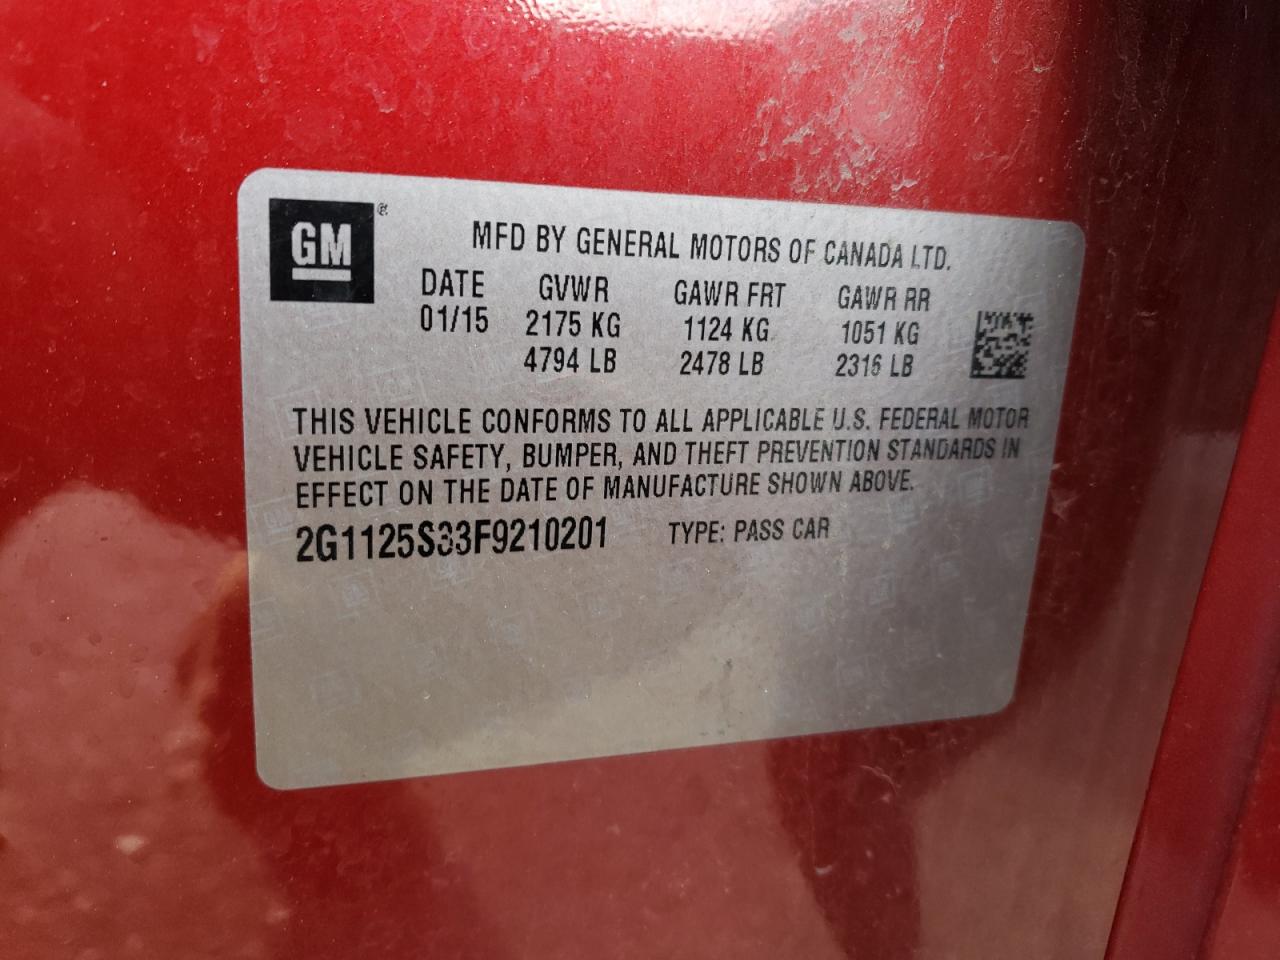 GM ®
MFD BY GENERAL MOTORS OF CANADA LTD.
DATE GVWR GAWR FRT GAWR RR
01/15 2175 KG 1124 KG 1051 KG
4794 LB 2478 LB 2316 LB
THIS VEHICLE CONFORMS TO ALL APPLICABLE U.S. FEDERAL MOTOR
VEHICLE SAFETY, BUMPER, AND THEFT PREVENTION STANDARDS IN
EFFECT ON THE DATE OF MANUFACTURE SHOWN ABOVE.
2G1125S33F9210201 TYPE: PASS CAR